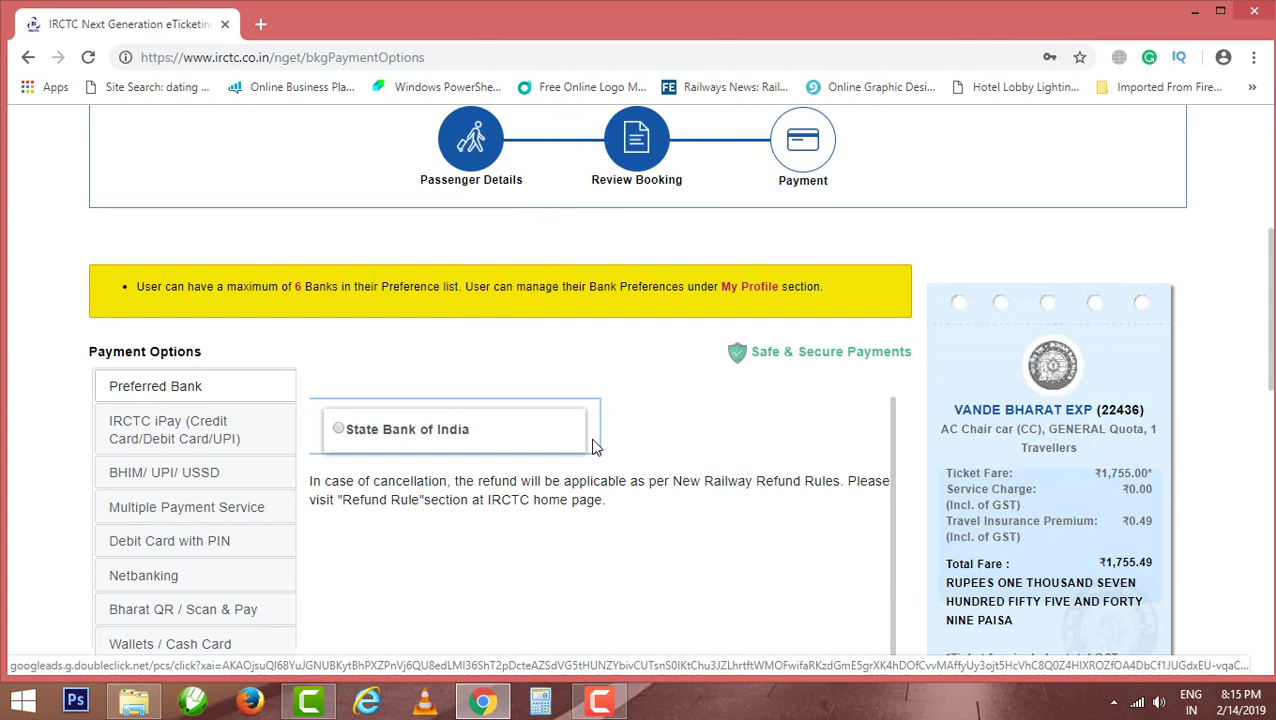 IRCTC Next Generation eTicketing
https://www.irctc.co.in/nget/bkgPaymentOptions
Apps
Site Search: dating ...
Online Business Pla...
Windows PowerShe...
Free Online Logo M...
FE Railways News: Rail...
Online Graphic Desi...
Hotel Lobby Lightin...
Imported From Fire...
»
Passenger Details
Review Booking
Payment
• User can have a maximum of 6 Banks in their Preference list. User can manage their Bank Preferences under My Profile section.
Payment Options
Safe & Secure Payments
Preferred Bank
IRCTC iPay (Credit
Card/Debit Card/UPI)
BHIM/ UPI/ USSD
Multiple Payment Service
Debit Card with PIN
Netbanking
Bharat QR / Scan & Pay
Wallets / Cash Card
State Bank of India
In case of cancellation, the refund will be applicable as per New Railway Refund Rules. Please
visit "Refund Rule"section at IRCTC home page.
VANDE BHARAT EXP (22436)
AC Chair car (CC), GENERAL Quota, 1
Travellers
Ticket Fare: ₹1,755.00*
Service Charge: ₹0.00
(Incl. of GST)
Travel Insurance Premium: ₹0.49
(Incl. of GST)
Total Fare : ₹1,755.49
RUPEES ONE THOUSAND SEVEN
HUNDRED FIFTY FIVE AND FORTY
NINE PAISA
Ps
ENG
IN
8:15 PM
2/14/2019